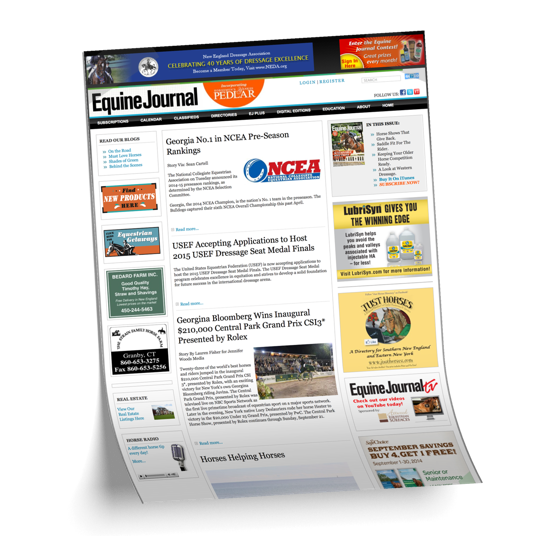 New England Dressage Association
CELEBRATING 40 YEARS OF DRESSAGE EXCELLENCE
Become a Member Today, Visit www.NEDA.org
Enter the Equine
Journal Contest!
Great prizes
every month!
Sign in
Here
Equine Journal
PEDLAR
LOGIN | REGISTER
FOLLOW US
SUBSCRIPTIONS CALENDAR CLASSIFIEDS DIRECTORIES EJ PLUS DIGITAL EDITIONS EDUCATION ABOUT HOME
READ OUR BLOGS
On the Road
Must Love Horses
Shades of Green
Behind the Scenes
Find
NEW PRODUCTS
HERE
Equestrian
Getaways
BEDARD FARM INC.
Good Quality
Timothy Hay,
Straw and Shavings
450-244-5463
Granby, CT
860-653-3275
Fax 860-653-5256
REAL ESTATE
View Our
Real Estate
Listings Here
HORSE RADIO
A different horse tip
every day!
More...
Georgia No.1 in NCEA Pre-Season
Rankings
Story Via: Sean Cartell
The National Collegiate Equestrian
Association on Tuesday announced its
2014-15 preseason rankings, as
determined by the NCEA Selection
Committee.
NCEA
Georgia, the 2014 NCEA Champion, is the nation's No. 1 team in the preseason. The
Bulldogs captured their sixth NCEA Overall Championship this past April.
Read more...
USEF Accepting Applications to Host
2015 USEF Dressage Seat Medal Finals
The United States Equestrian Federation (USEF) is now accepting applications to
host the 2015 USEF Dressage Seat Medal Finals. The USEF Dressage Seat Medal
program celebrates excellence in equitation and strives to develop a solid foundation
for future success in the international dressage arena.
Read more...
Georgina Bloomberg Wins Inaugural
$210,000 Central Park Grand Prix CSI3*
Presented by Rolex
Story By Lauren Fisher for Jennifer
Woods Media
Twenty-three of the world's best horses
and riders jumped in the inaugural
$210,000 Central Park Grand Prix CSI
3*, presented by Rolex, with an exciting
victory for New York's own Georgina
Bloomberg riding Juvina. The Central
Park Grand Prix, presented by Rolex, was
televised live on NBC Sports Network as
the first live primetime broadcast of equestrian sport on a major sports network.
Later in the evening, New York native Lucy Deslauriers rode her horse Hester to
victory in the $10,000 Under 25 Grand Prix, presented by PwC. The Central Park
Horse Show, presented by Rolex continues through Sunday, September 21.
Read more...
Horses Helping Horses
IN THIS ISSUE:
Horse Shows That
Give Back.
Saddle Fit For The
Rider.
Keeping Your Older
Horse Competition
Ready.
A Look at Western
Dressage.
Buy It On iTunes
SUBSCRIBE NOW!
LubriSyn GIVES YOU
THE WINNING EDGE
LubriSyn helps
you avoid the
peaks and valleys
associated with
injectable HA
– for less!
Visit LubriSyn.com for more information!
JUST HORSES
A Directory for Southern New England
and Eastern New York
www.justhorses.com
Equine Journal tv
Check out our videos
on YouTube today!
SEPTEMBER SAVINGS
BUY 4, GET 1 FREE!
September 1-30, 2014
Senior or
Maintenance